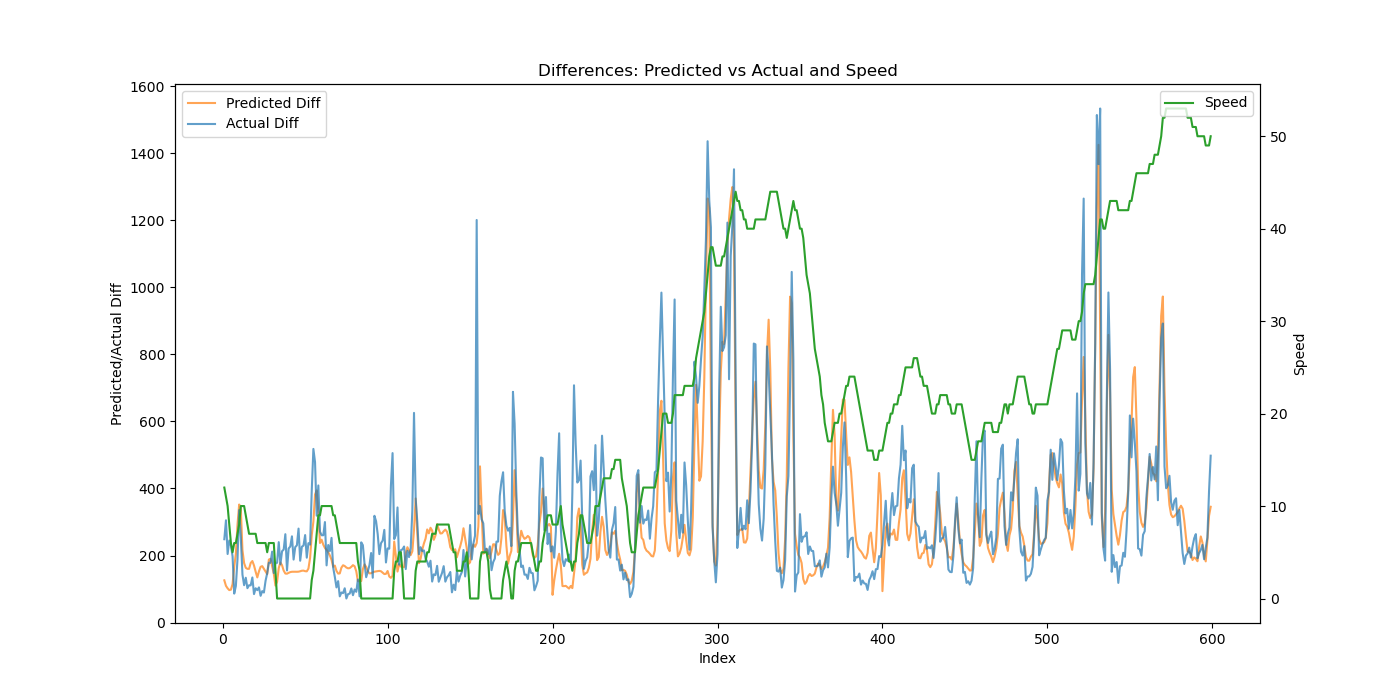 Differences: Predicted vs Actual and Speed
Predicted Diff
Actual Diff
Speed
1600
1400
1200
1000
800
600
400
200
0
Predicted/Actual Diff
50
40
30
20
10
0
Speed
0 100 200 300 400 500 600
Index